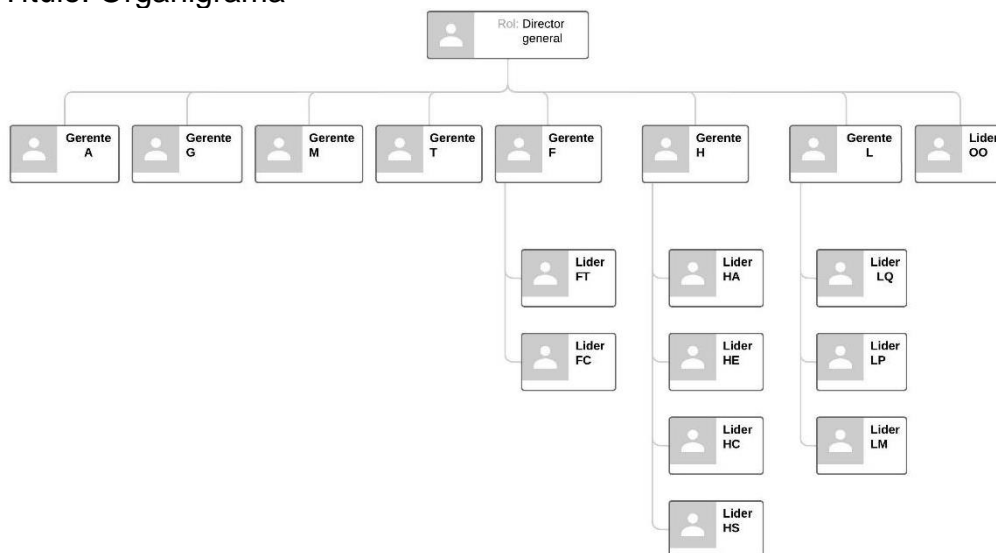 Título: Organigrama
Rol: Director
general
Gerente
A
Gerente
G
Gerente
M
Gerente
T
Gerente
F
Gerente
H
Gerente
L
Lider
OO
Lider
FT
Lider
HA
Lider
LQ
Lider
FC
Lider
HE
Lider
LP
Lider
HC
Lider
LM
Lider
HS